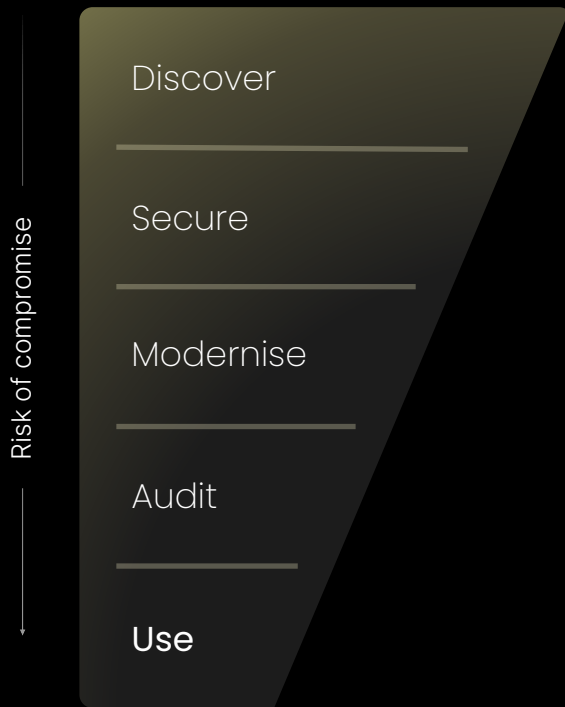 Risk of compromise
Discover
Secure
Modernise
Audit
Use